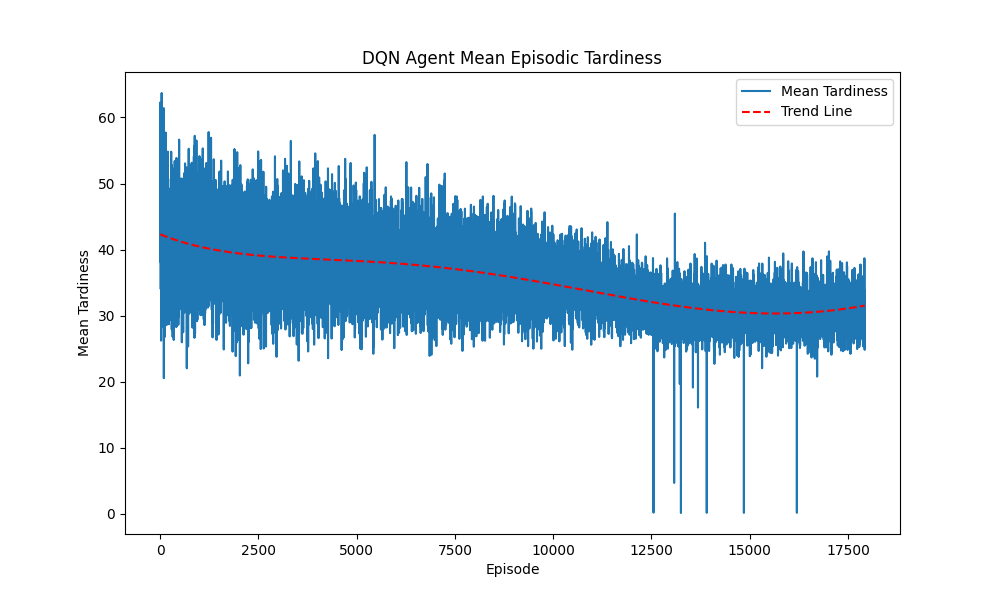 DQN Agent Mean Episodic Tardiness
Mean Tardiness
Trend Line
60
50
40
30
20
10
0
Mean Tardiness
0 2500 5000 7500 10000 12500 15000 17500
Episode